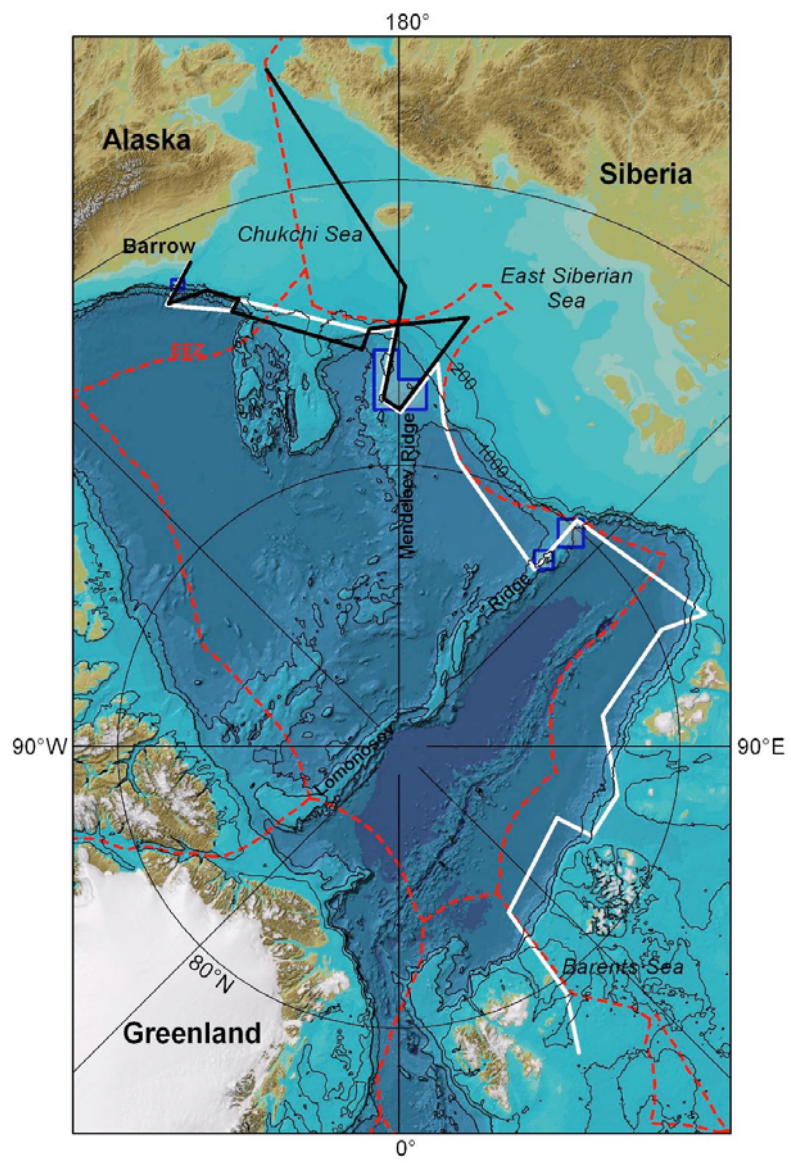 180°
Alaska
Siberia
Chukchi Sea
Barrow
East Siberian
Sea
EEZ
200
1000
Mendeleev Ridge
Ridge
90°W
90°E
Lomonosov
80°N
Barents Sea
Greenland
0°